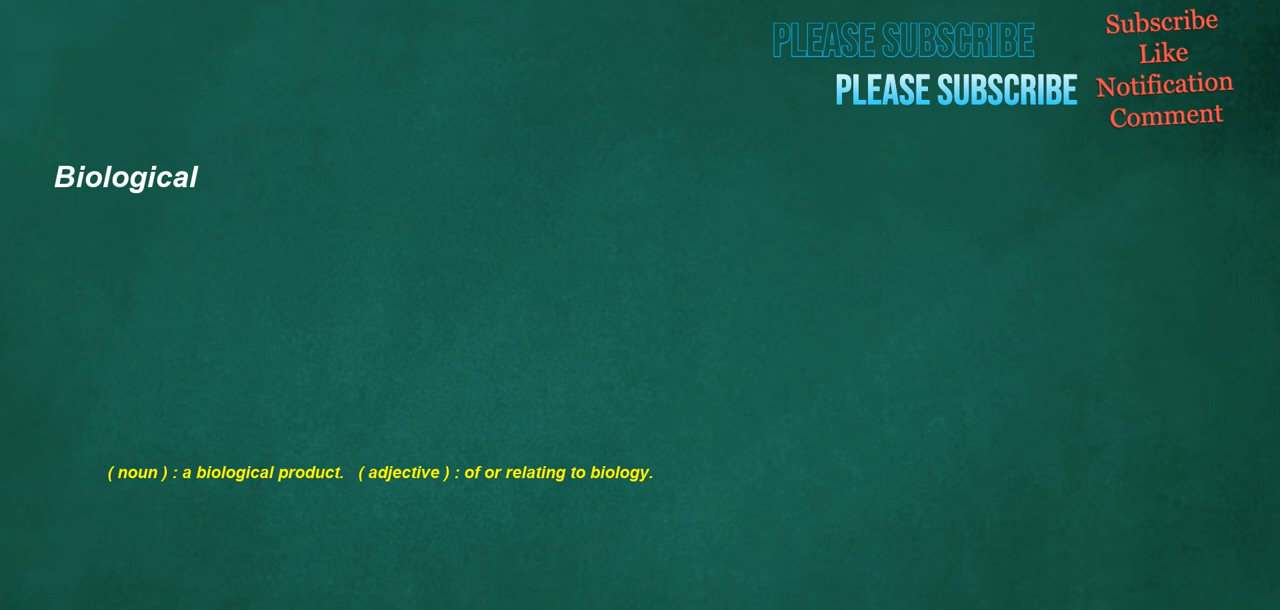 PLEASE SUBSCRIBE
PLEASE SUBSCRIBE
Subscribe
Like
Notification
Comment
Biological
( noun ) : a biological product.   ( adjective ) : of or relating to biology.